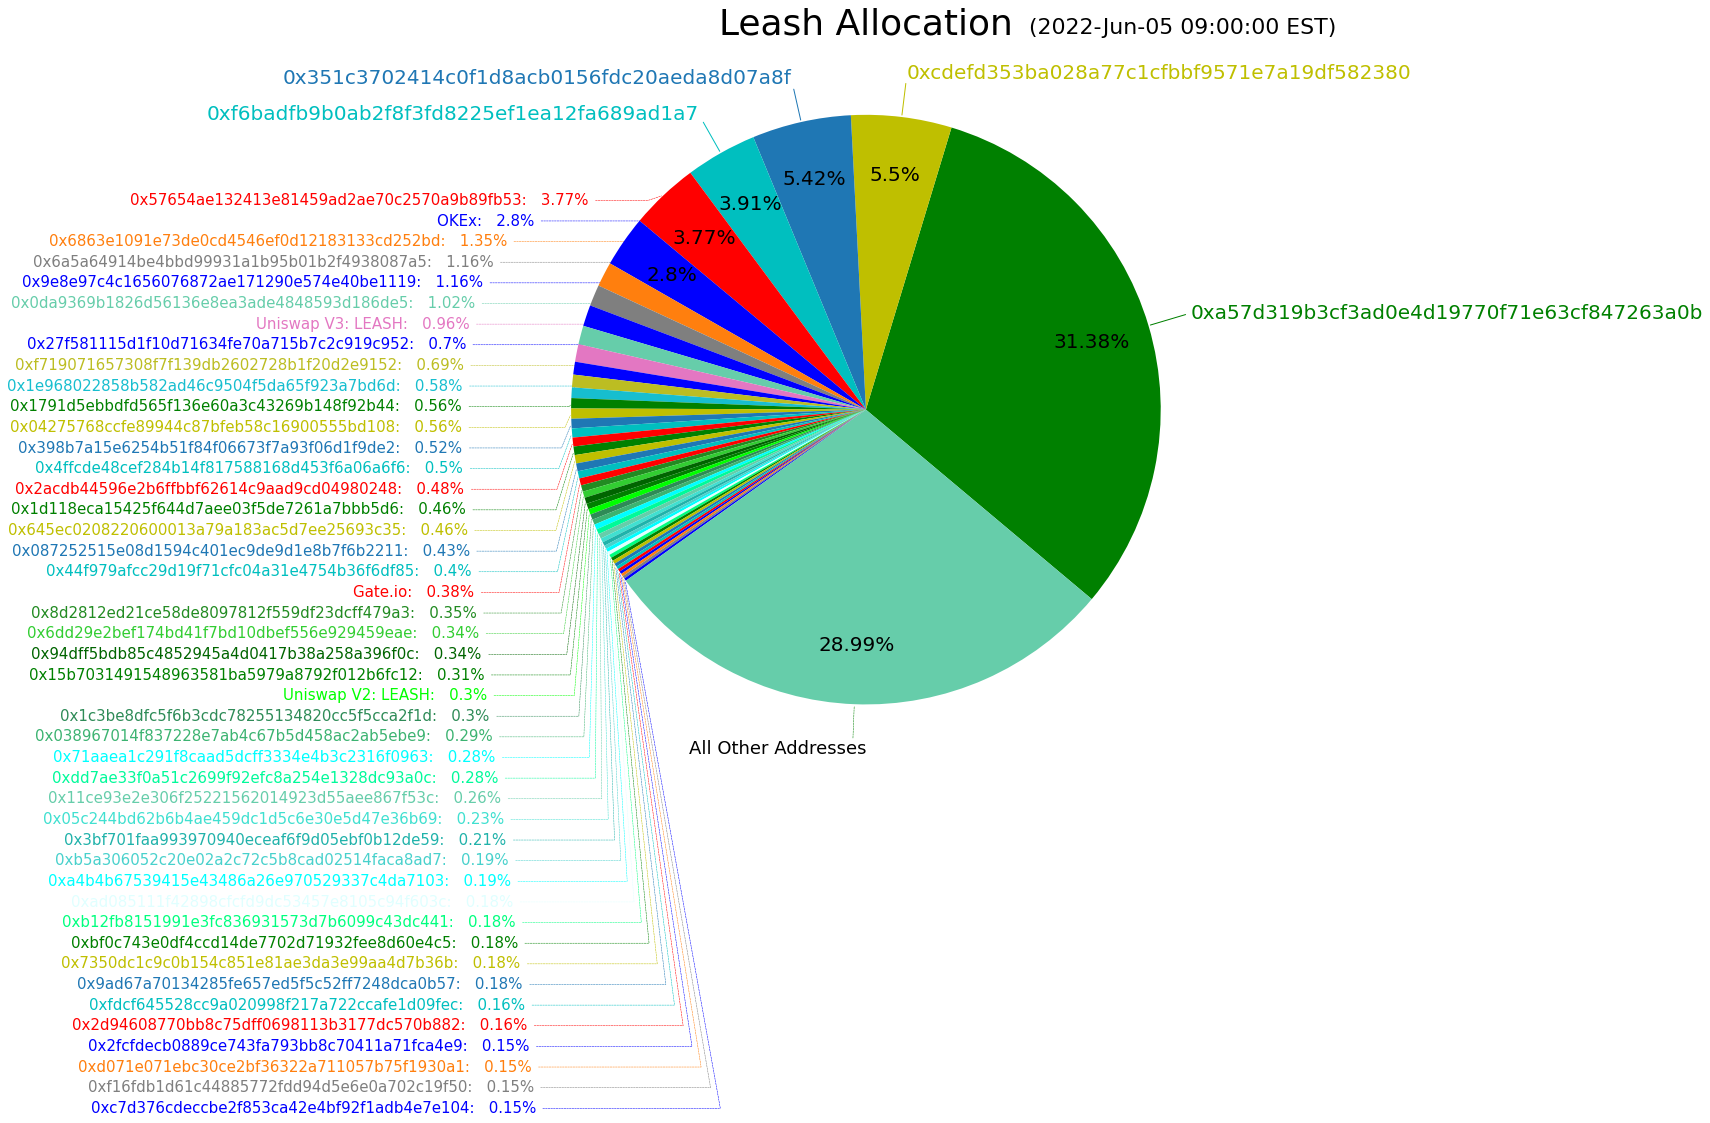 Leash Allocation (2022-Jun-05 09:00:00 EST)
0xcdefd353ba028a77c1cfbbf9571e7a19df582380
0x351c3702414c0f1d8acb0156fdc20aeda8d07a8f
0xf6badfb9b0ab2f8f3fd8225ef1ea12fa689ad1a7
5.5%
5.42%
3.91%
0x57654ae132413e81459ad2ae70c2570a9b89fb53: 3.77%
OKEx: 2.8%
3.77%
0x6863e1091e73de0cd4546ef0d12183133cd252bd: 1.35%
0x6a5a64914be4bbd99931a1b95b01b2f4938087a5: 1.16%
2.8%
0x9e8e97c4c1656076872ae171290e574e40be1119: 1.16%
0x0da9369b1826d56136e8ea3ade4848593d186de5: 1.02%
0xa57d319b3cf3ad0e4d19770f71e63cf847263a0b
31.38%
Uniswap V3: LEASH: 0.96%
0x27f581115d1f10d71634fe70a715b7c2c919c952: 0.7%
0xf719071657308f7f139db2602728b1f20d2e9152: 0.69%
0x1e968022858b582ad46c9504f5da65f923a7bd6d: 0.58%
0x1791d5ebbdfd565f136e60a3c43269b148f92b44: 0.56%
0x04275768ccfe89944c87bfeb58c16900555bd108: 0.56%
0x398b7a15e6254b51f84f06673f7a93f06d1f9de2: 0.52%
0x4ffcde48cef284b14f817588168d453f6a06a6f6: 0.5%
0x2acdb44596e2b6ffbbf62614c9aad9cd04980248: 0.48%
0x1d118eca15425f644d7aee03f5de7261a7bbb5d6: 0.46%
0x645ec0208220600013a79a183ac5d7ee25693c35: 0.46%
0x087252515e08d1594c401ec9de9d1e8b7f6b2211: 0.43%
0x44f979afcc29d19f71cfc04a31e4754b36f6df85: 0.4%
Gate.io: 0.38%
0x8d2812ed21ce58de8097812f559df23dcff479a3: 0.35%
0x6dd29e2bef174bd41f7bd10dbef556e929459eae: 0.34%
28.99%
0x94dff5bdb85c4852945a4d0417b38a258a396f0c: 0.34%
0x15b7031491548963581ba5979a8792f012b6fc12: 0.31%
Uniswap V2: LEASH: 0.3%
0x1c3be8dfc5f6b3cdc78255134820cc5f5cca2f1d: 0.3%
0x038967014f837228e7ab4c67b5d458ac2ab5ebe9: 0.29%
All Other Addresses
0x71aaea1c291f8caad5dcff3334e4b3c2316f0963: 0.28%
0xdd7ae33f0a51c2699f92efc8a254e1328dc93a0c: 0.28%
0x11ce93e2e306f25221562014923d55aee867f53c: 0.26%
0x05c244bd62b6b4ae459dc1d5c6e30e5d47e36b69: 0.23%
0x3bf701faa993970940eceaf6f9d05ebf0b12de59: 0.21%
0xb5a306052c20e02a2c72c5b8cad02514faca8ad7: 0.19%
0xa4b4b67539415e43486a26e970529337c4da7103: 0.19%
0.18%
0xb12fb8151991e3fc836931573d7b6099c43dc441: 0.18%
0xbf0c743e0df4ccd14de7702d71932fee8d60e4c5: 0.18%
0x7350dc1c9c0b154c851e81ae3da3e99aa4d7b36b: 0.18%
0x9ad67a70134285fe657ed5f5c52ff7248dca0b57: 0.18%
0xfdcf645528cc9a020998f217a722ccafe1d09fec: 0.16%
0x2d94608770bb8c75dff0698113b3177dc570b882: 0.16%
0x2fcfdecb0889ce743fa793bb8c70411a71fca4e9: 0.15%
0xd071e071ebc30ce2bf36322a711057b75f1930a1: 0.15%
0xf16fdb1d61c44885772fdd94d5e6e0a702c19f50: 0.15%
0xc7d376cdeccbe2f853ca42e4bf92f1adb4e7e104: 0.15%